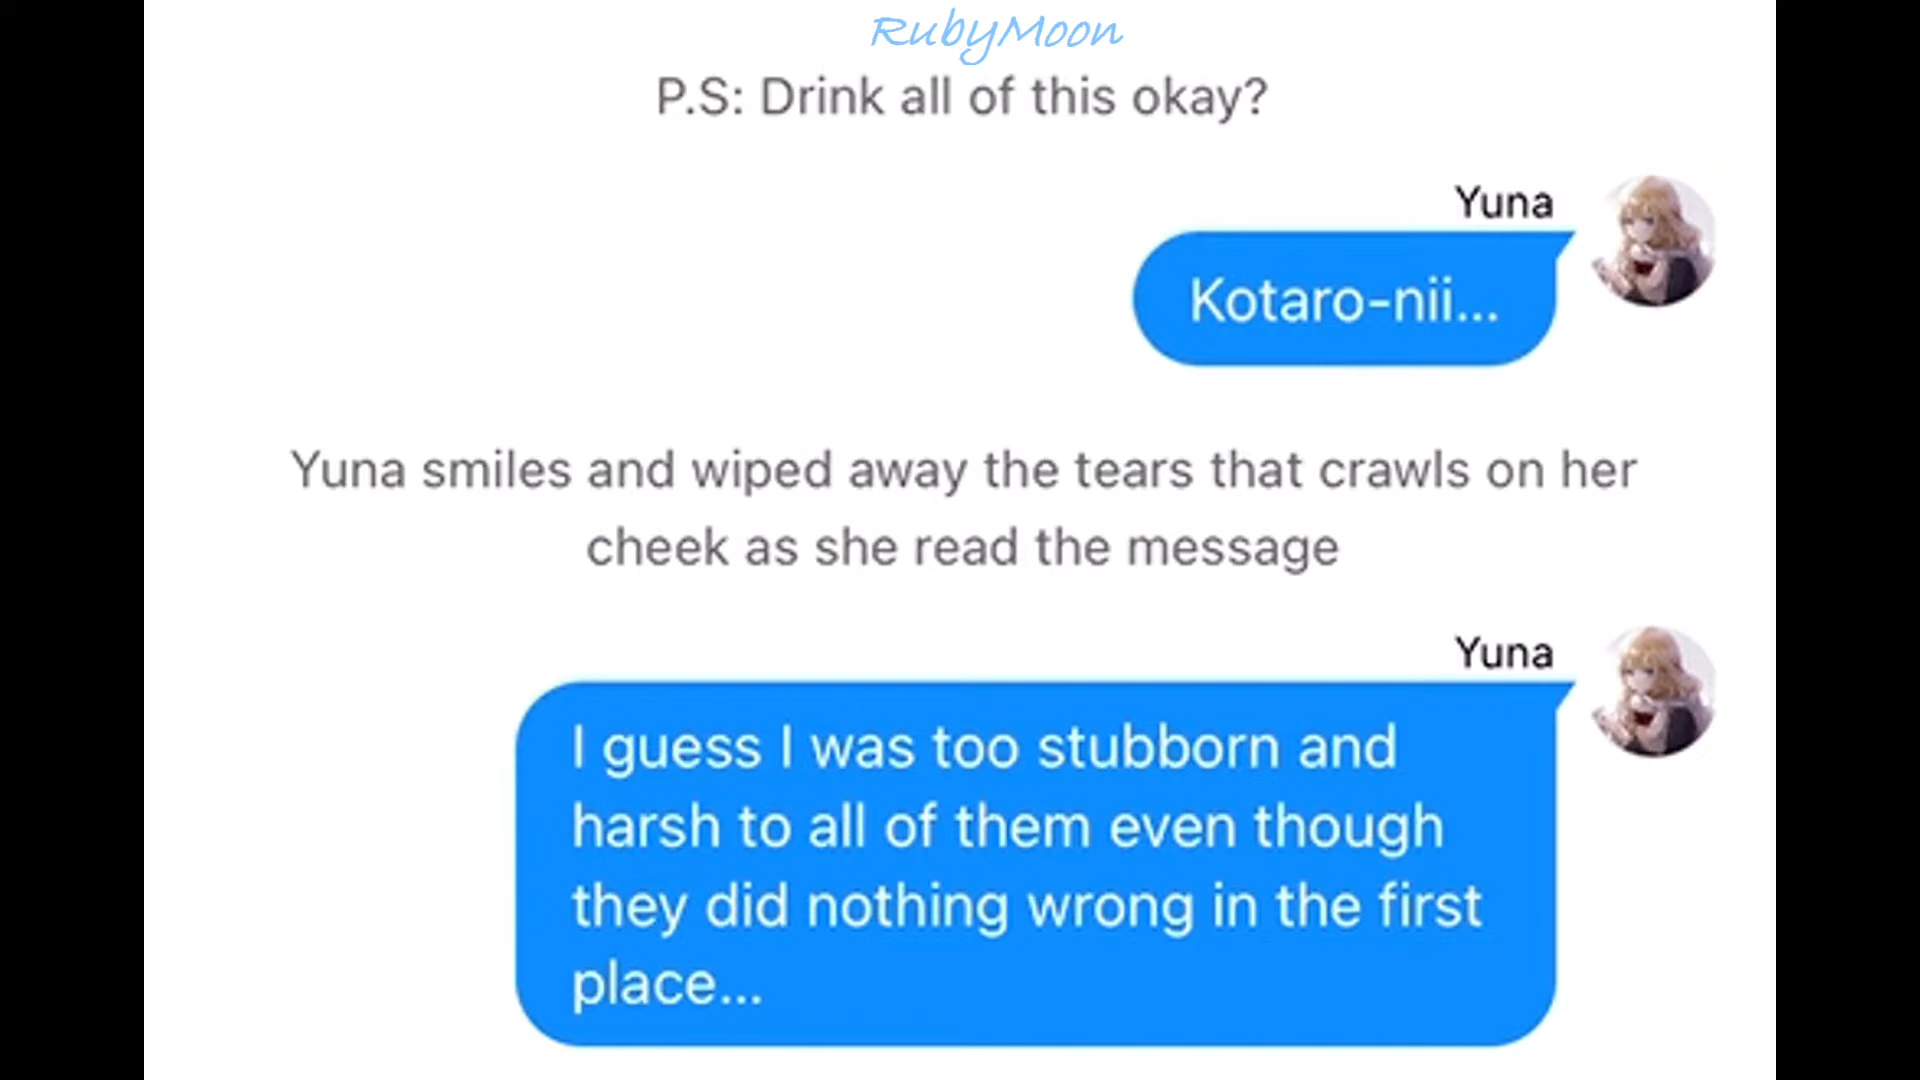 RubyMoon
P.S: Drink all of this okay?
Yuna
Kotaro-nii...
Yuna smiles and wiped away the tears that crawls on her
cheek as she read the message
Yuna
I guess I was too stubborn and
harsh to all of them even though
they did nothing wrong in the first
place...